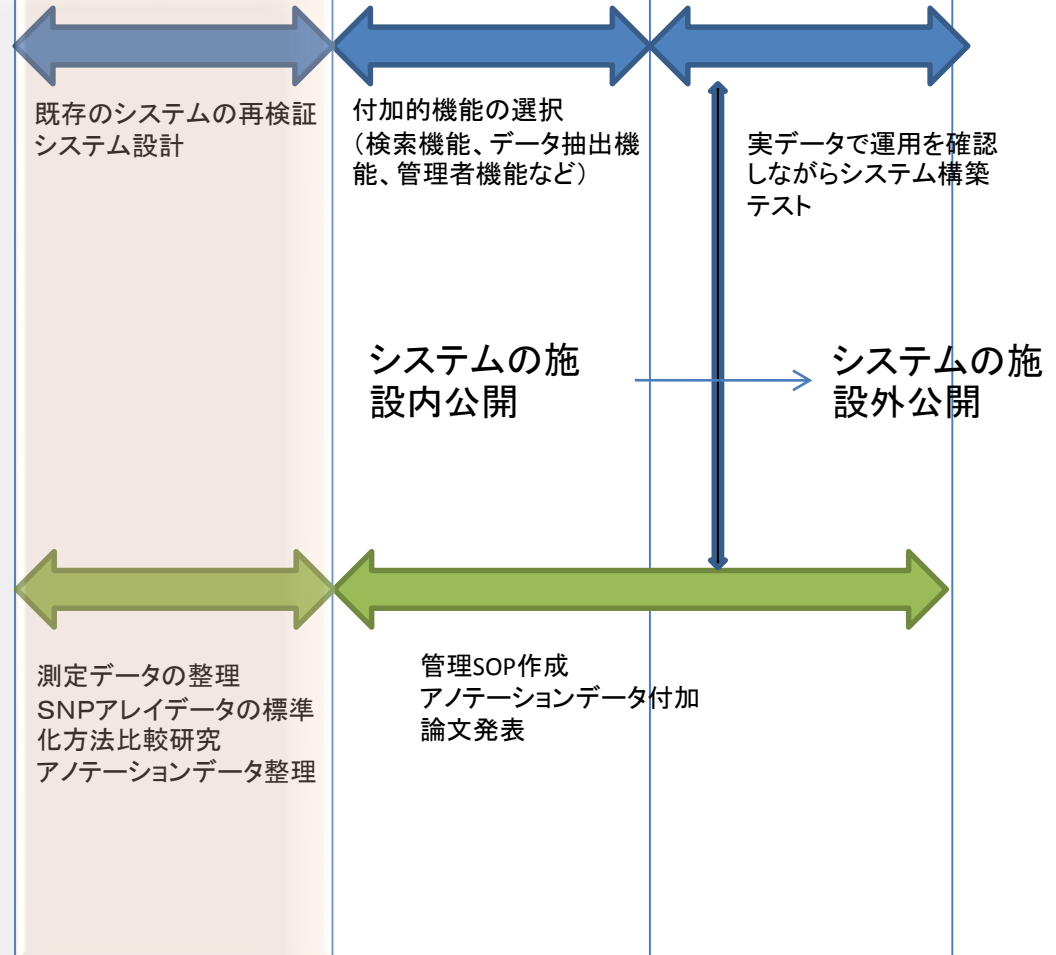 既存のシステムの再検証
システム設計
付加的機能の選択
（検索機能、データ抽出機
能、管理者機能など）
実データで運用を確認
しながらシステム構築
テスト
システムの施
設内公開
システムの施
設外公開
測定データの整理
ＳＮＰアレイデータの標準
化方法比較研究
アノテーションデータ整理
管理SOP作成
アノテーションデータ付加
論文発表